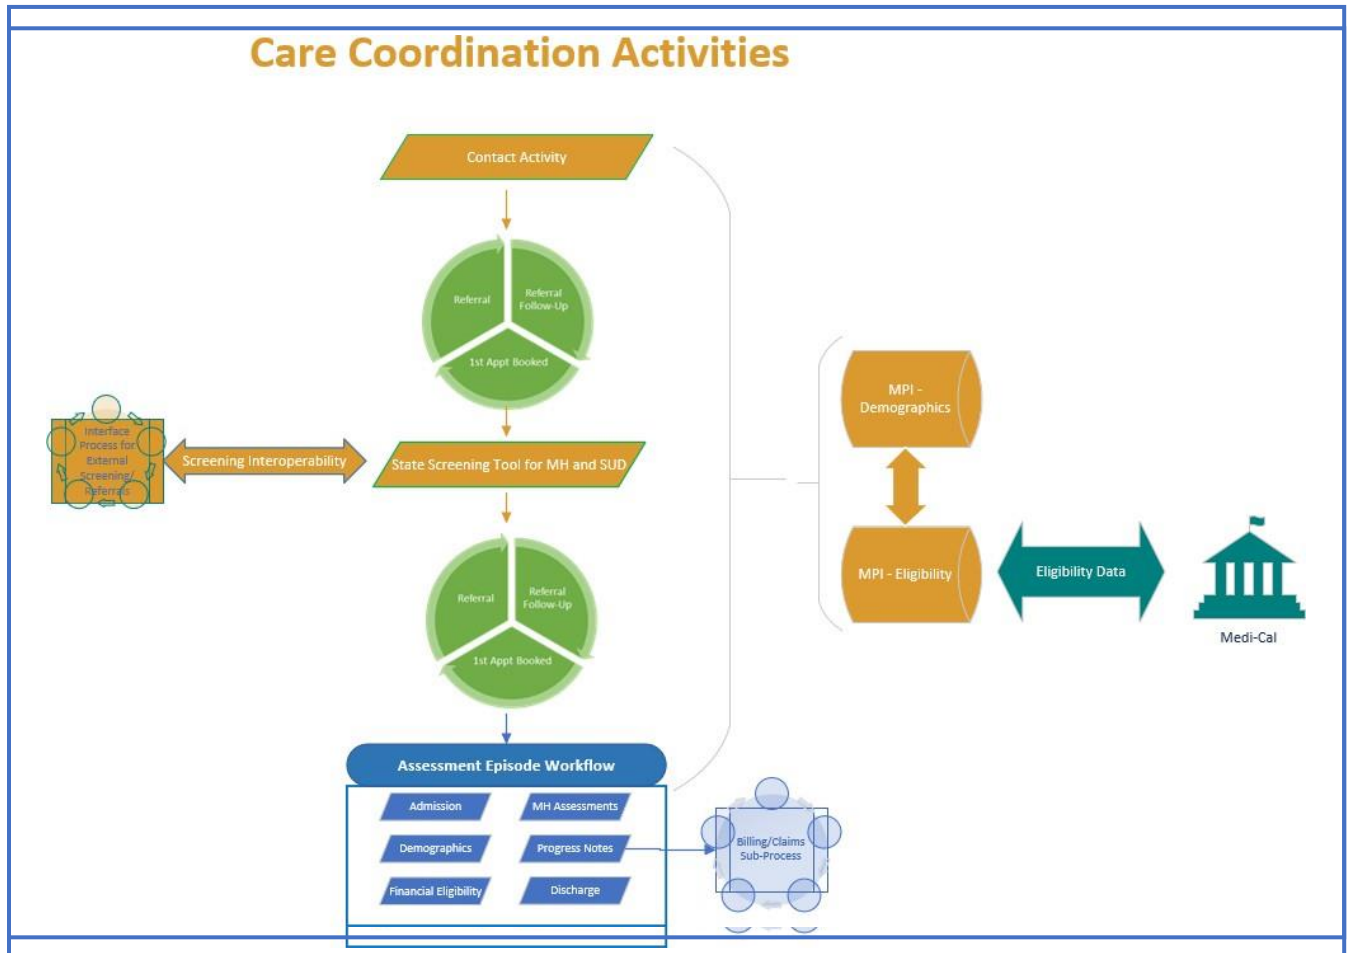 Care Coordination Activities
Contact Activity
Referral
Referral
Follow-Up
1st Appt Booked
Interface
Process for
External
Screening/
Referrals
Screening Interoperability
State Screening Tool for MH and SUD
Referral
Referral
Follow-Up
1st Appt Booked
MPI -
Demographics
MPI - Eligibility
Eligibility Data
Medi-Cal
Assessment Episode Workflow
Admission
MH Assessments
Demographics
Progress Notes
Financial Eligibility
Discharge
Billing/Claims
Sub-Process